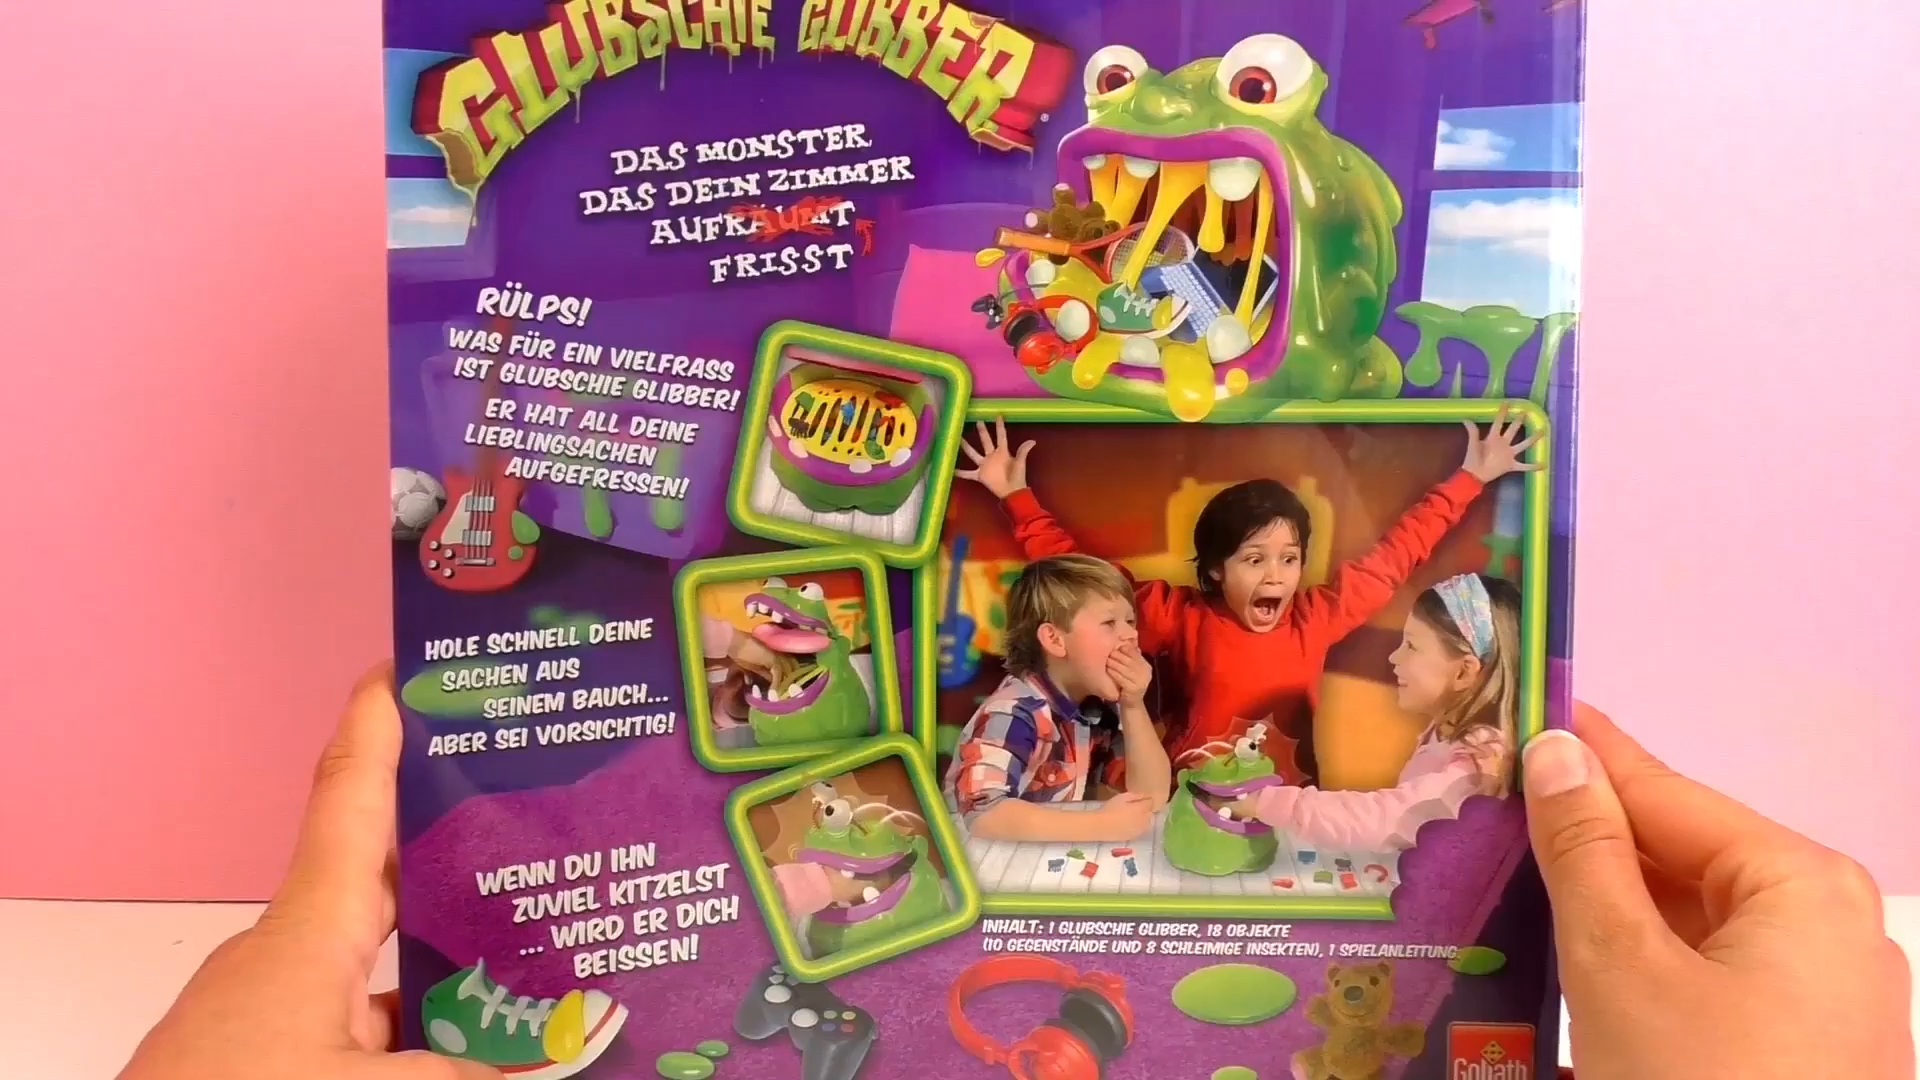 GLUBSCHIE GLIBBER
DAS MONSTER
DAS DEIN ZIMMER
AUFRÄUMT
FRISST
RÜLPS!
WAS FÜR EIN VIELFRASS
IST GLUBSCHIE GLIBBER!
ER HAT ALL DEINE
LIEBLINGSACHEN
AUFGEFRESSEN!
HOLE SCHNELL DEINE
SACHEN AUS
SEINEM BAUCH...
ABER SEI VORSICHTIG!
WENN DU IHN
ZUVIEL KITZELST
... WIRD ER DICH
BEISSEN!
INHALT: 1 GLUBSCHIE GLIBBER, 18 OBJEKTE
(10 GEGENSTÄNDE UND 8 SCHLEIMIGE INSEKTEN), 1 SPIELANLEITUNG.
Goliath